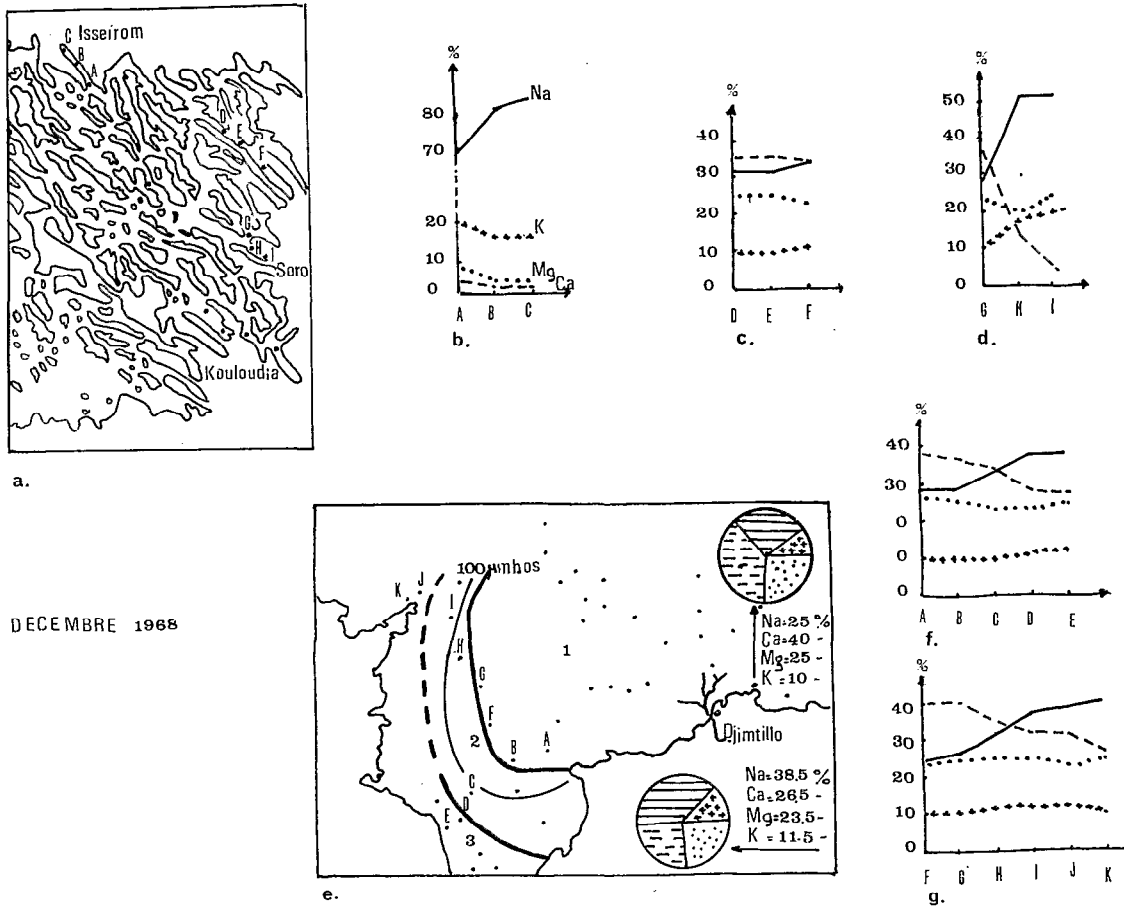 C Isseirom
B
A
F
D
E
F
G
H
I
Soro
Kouloudia
a.
%
80
70
20
10
0
Na
K
Mg
Ca
A B C
b.
%
40
30
20
10
0
D E F
c.
%
50
40
30
20
10
0
G H I
d.
%
40
30
0
0
0
A B C D E
f.
DECEMBRE 1968
100 µmhos
K J
I
H
1
G
F
2
B A
C
D
E
3
Djimtillo
Na=25 %
Ca=40 -
Mg=25 -
K =10 -
Na=38.5 %
Ca=26.5 -
Mg=23.5 -
K = 11.5 -
e.
%
40
30
20
10
0
F G H I J K
g.